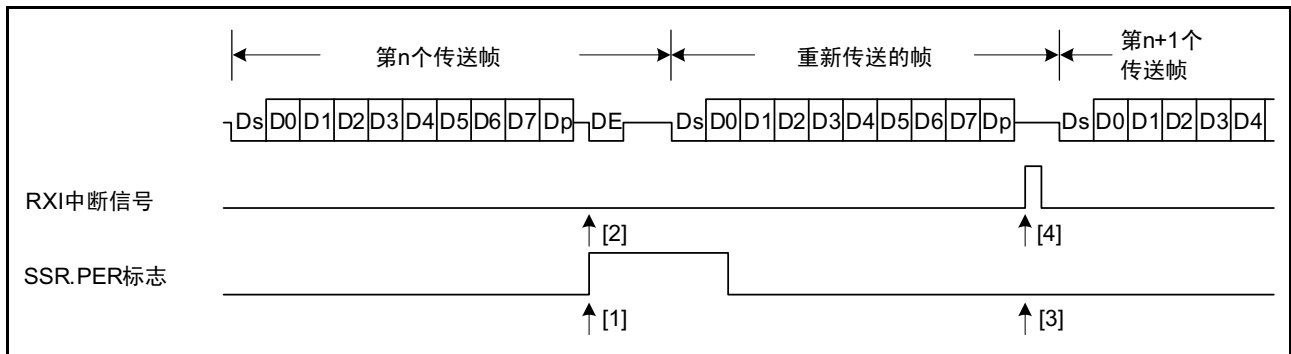 第n个传送帧
重新传送的帧
第n+1个
传送帧
Ds D0 D1 D2 D3 D4 D5 D6 D7 Dp DE Ds D0 D1 D2 D3 D4 D5 D6 D7 Dp Ds D0 D1 D2 D3 D4
RXI中断信号
[2] [4]
SSR.PER标志
[1] [3]